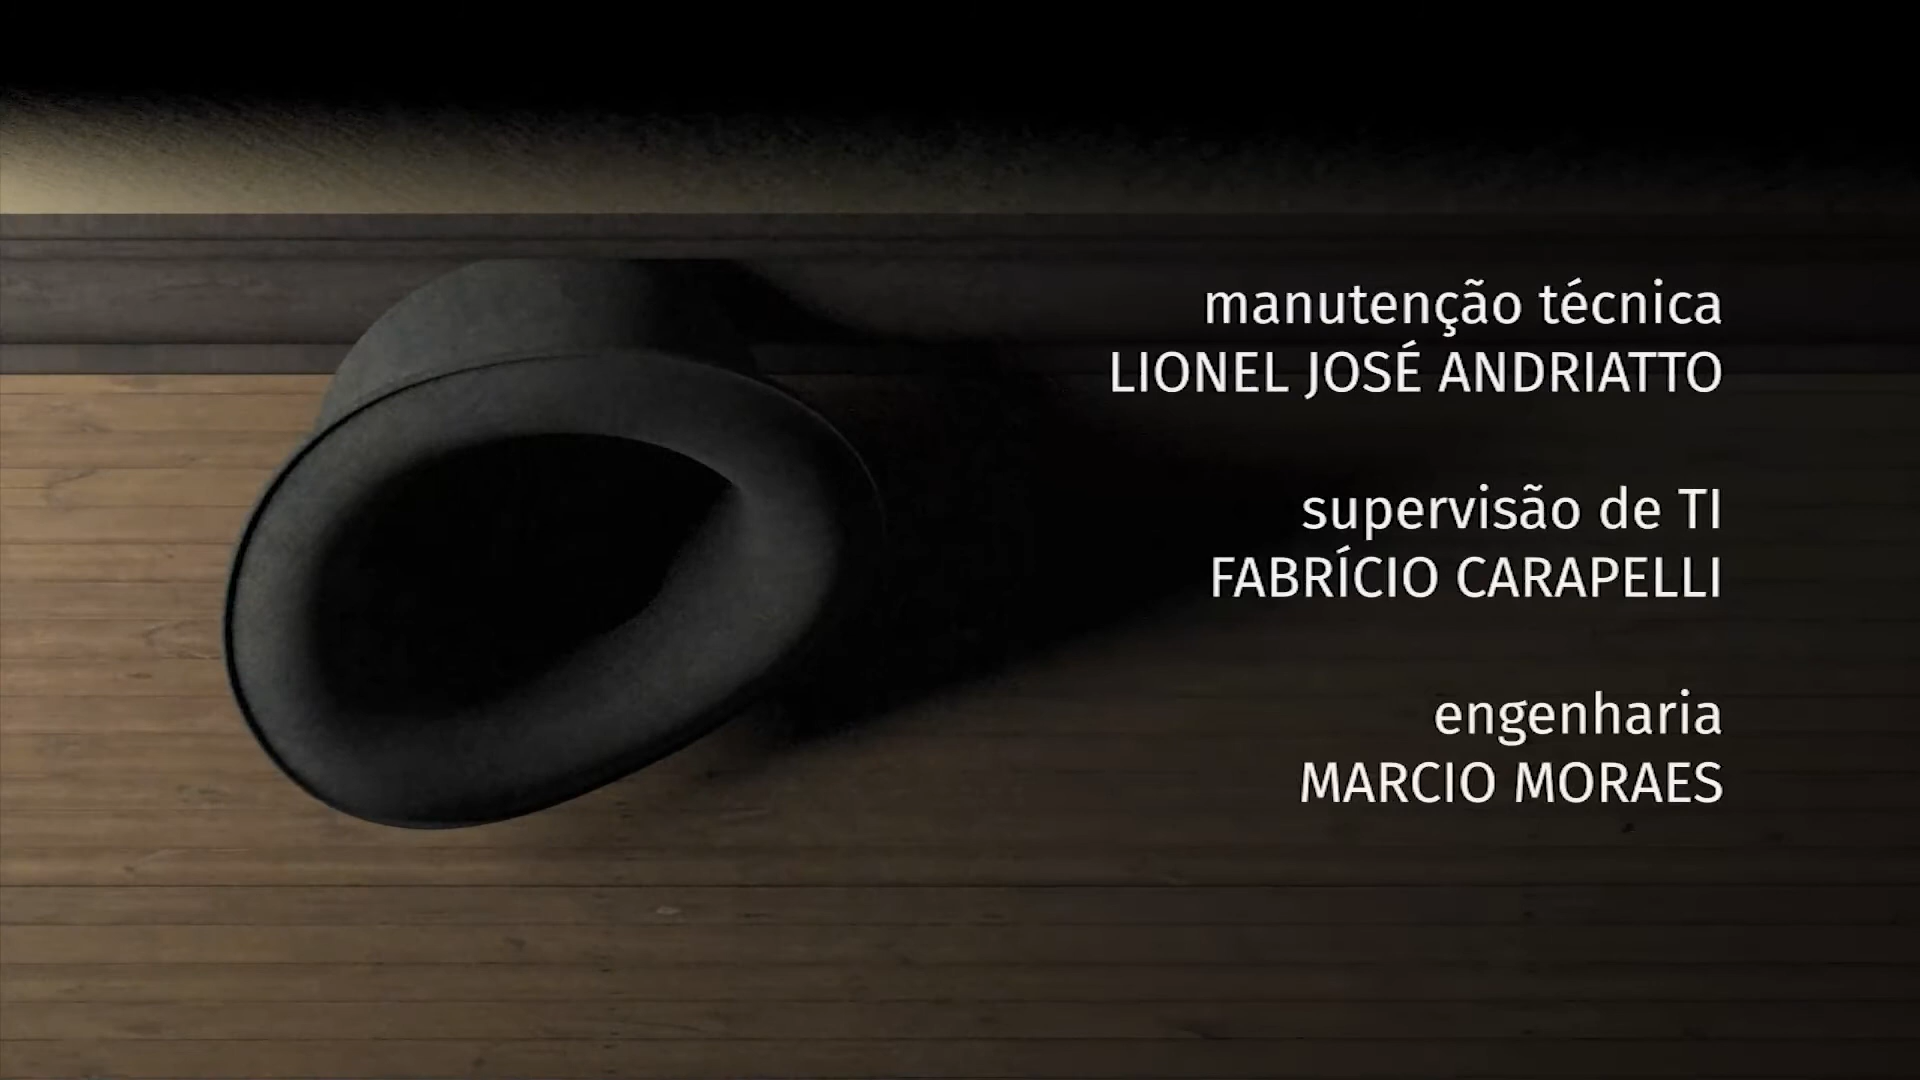 manutenção técnica
LIONEL JOSÉ ANDRIATTO
supervisão de TI
FABRÍCIO CARAPELLI
engenharia
MARCIO MORAES